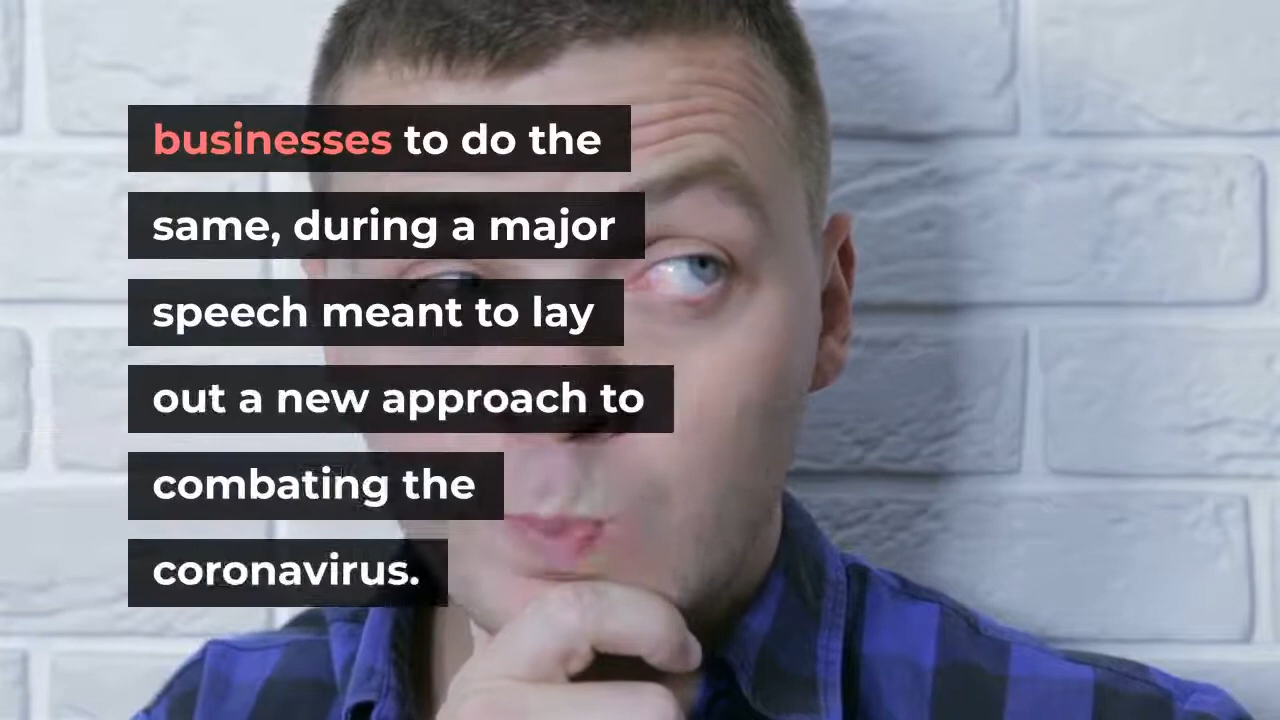 businesses to do the
same, during a major
speech meant to lay
out a new approach to
combating the
coronavirus.